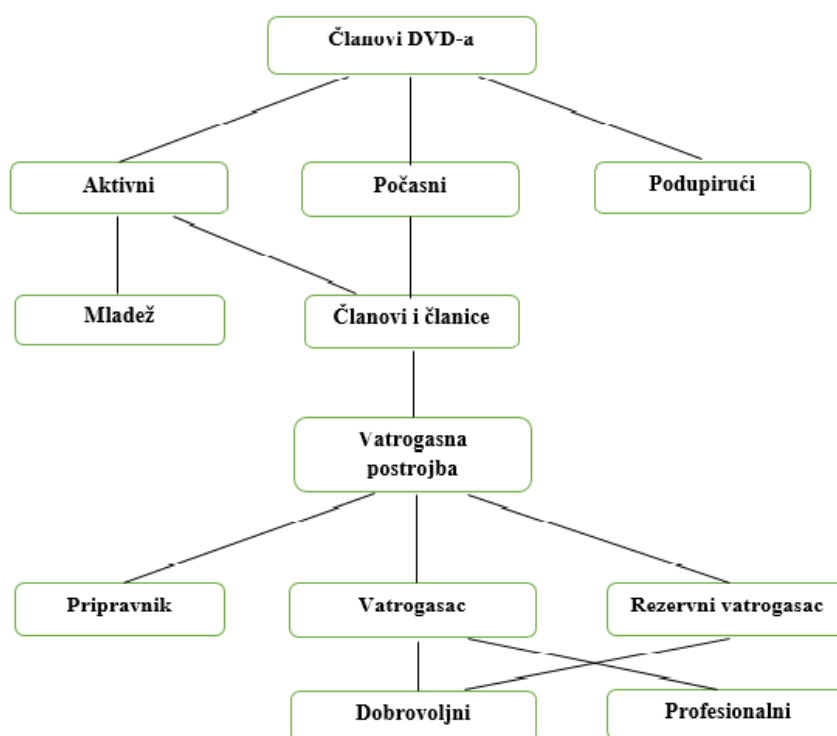 Članovi DVD-a
Aktivni
Počasni
Podupirući
Mladež
Članovi i članice
Vatrogasna
postrojba
Pripravnik
Vatrogasac
Rezervni vatrogasac
Dobrovoljni
Profesionalni